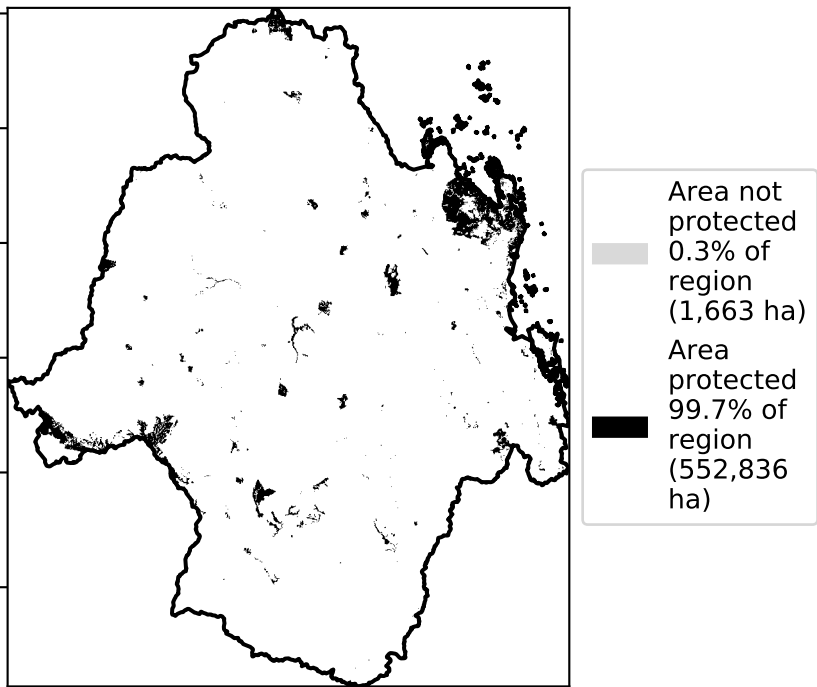 Area not
protected
0.3% of
region
(1,663 ha)
Area
protected
99.7% of
region
(552,836
ha)